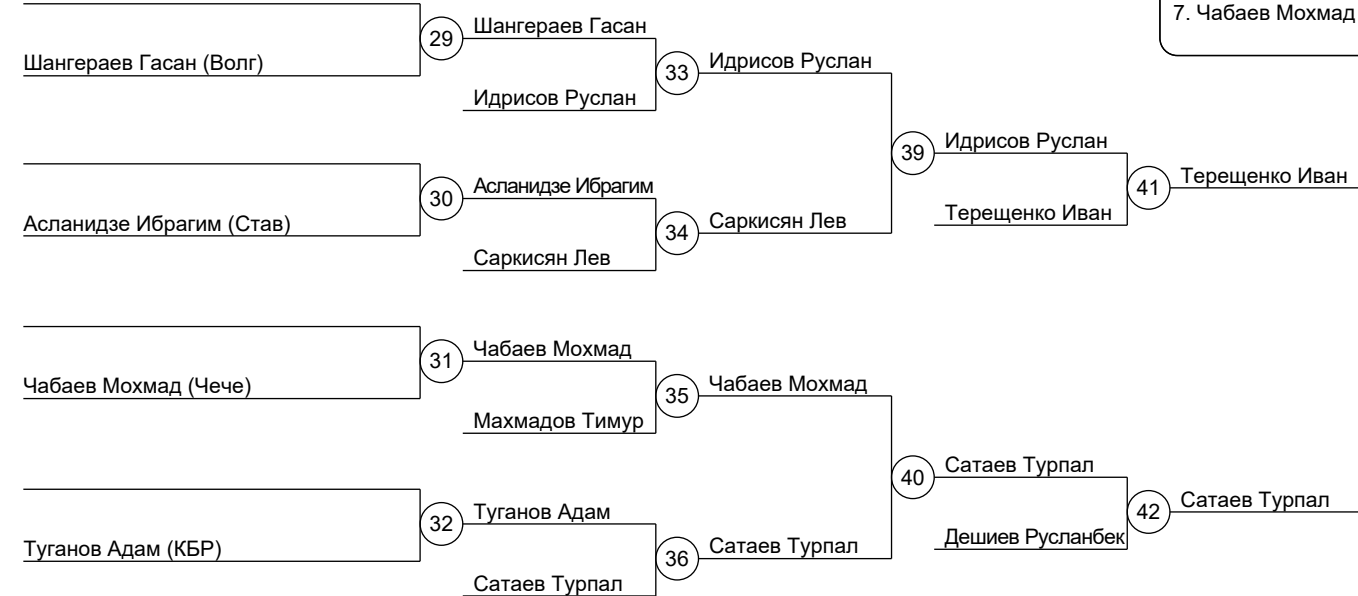 7. Чабаев Мохмад
29
Шангераев Гасан
Шангераев Гасан (Волг)
33
Идрисов Руслан
Идрисов Руслан
39
Идрисов Руслан
30
Асланидзе Ибрагим
41
Терещенко Иван
Асланидзе Ибрагим (Став)
34
Саркисян Лев
Терещенко Иван
Саркисян Лев
31
Чабаев Мохмад
Чабаев Мохмад (Чече)
35
Чабаев Мохмад
Махмадов Тимур
40
Сатаев Турпал
32
Туганов Адам
42
Сатаев Турпал
Туганов Адам (КБР)
36
Сатаев Турпал
Дешиев Русланбек
Сатаев Турпал